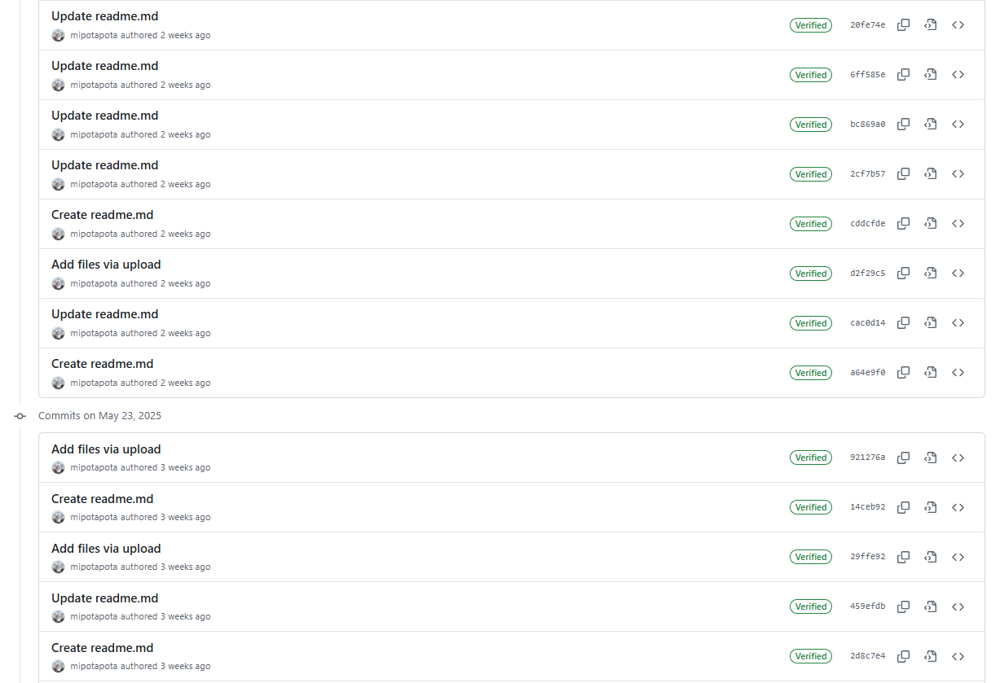 Update readme.md
Verified 20fe74e
mipotapota authored 2 weeks ago
Update readme.md
Verified 6ff585e
mipotapota authored 2 weeks ago
Update readme.md
Verified bc869a0
mipotapota authored 2 weeks ago
Update readme.md
Verified 2cf7b57
mipotapota authored 2 weeks ago
Create readme.md
Verified cddcfde
mipotapota authored 2 weeks ago
Add files via upload
Verified d2f29c5
mipotapota authored 2 weeks ago
Update readme.md
Verified cac0d14
mipotapota authored 2 weeks ago
Create readme.md
Verified a64e9f0
mipotapota authored 2 weeks ago
Commits on May 23, 2025
Add files via upload
Verified 921276a
mipotapota authored 3 weeks ago
Create readme.md
Verified 14ceb92
mipotapota authored 3 weeks ago
Add files via upload
Verified 29ffe92
mipotapota authored 3 weeks ago
Update readme.md
Verified 459efdb
mipotapota authored 3 weeks ago
Create readme.md
Verified 2d8c7e4
mipotapota authored 3 weeks ago